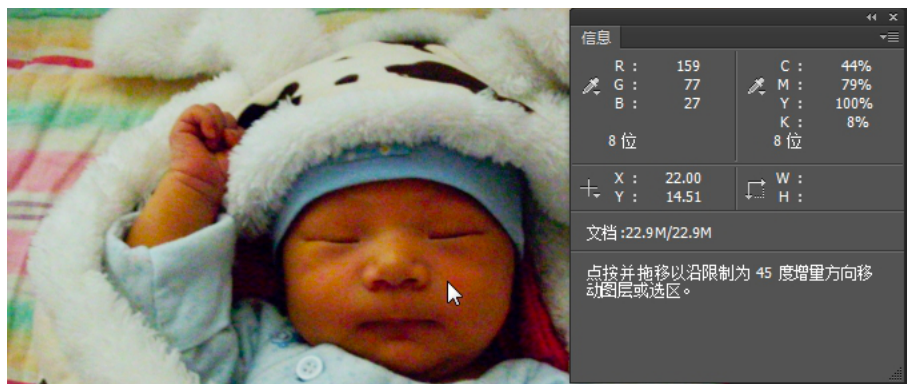 信息
R : 159 C : 44%
G : 77 M : 79%
B : 27 Y : 100%
K : 8%
8 位 8 位
X : 22.00 W :
Y : 14.51 H :
文档:22.9M/22.9M
点按并拖移以沿限制为 45 度增量方向移
动图层或选区。